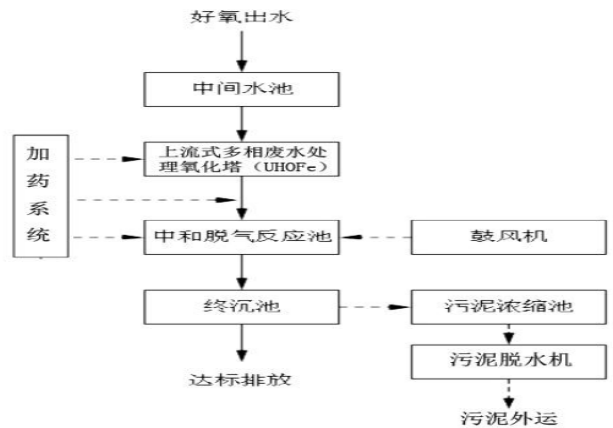 好氧出水
中间水池
加药系统
上流式多相废水处
理氧化塔（UHOFe）
中和脱气反应池
鼓风机
终沉池
污泥浓缩池
污泥脱水机
达标排放
污泥外运